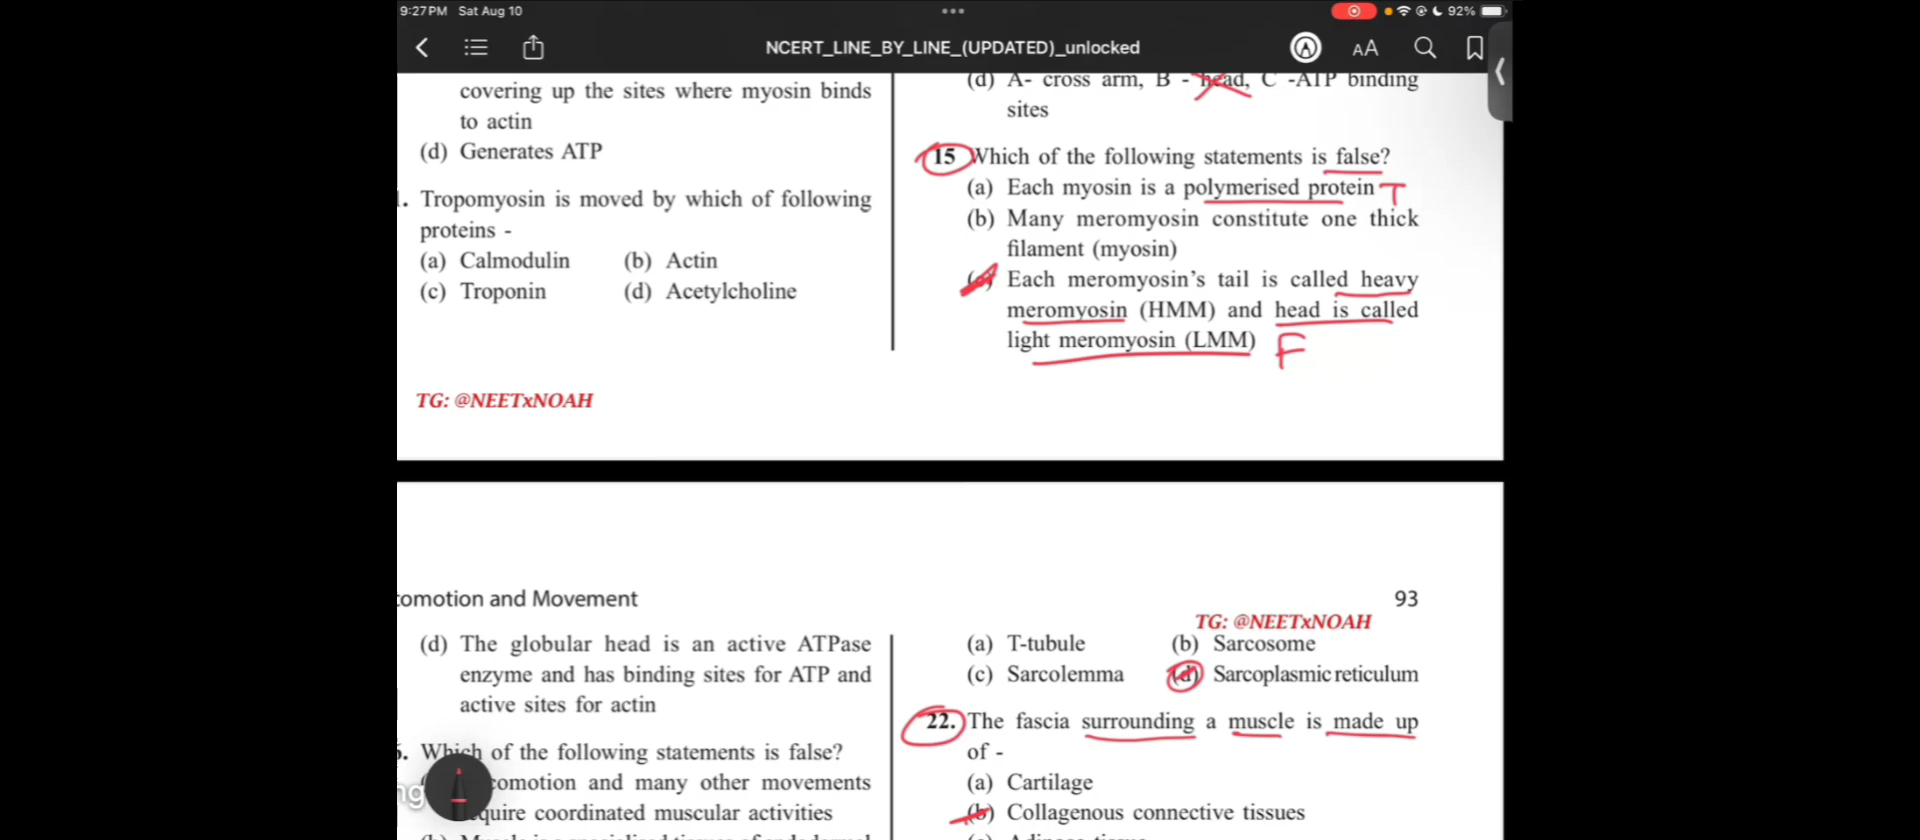 9:27 PM Sat Aug 10
92%
NCERT_LINE_BY_LINE_(UPDATED)_unlocked
AA
covering up the sites where myosin binds
to actin
(d) Generates ATP
. Tropomyosin is moved by which of following
proteins -
(a) Calmodulin (b) Actin
(c) Troponin (d) Acetylcholine
TG: @NEETxNOAH
(d) A- cross arm, B - head, C -ATP binding
sites
15 Which of the following statements is false?
(a) Each myosin is a polymerised protein T
(b) Many meromyosin constitute one thick
filament (myosin)
(c) Each meromyosin's tail is called heavy
meromyosin (HMM) and head is called
light meromyosin (LMM) F
comotion and Movement
93
TG: @NEETxNOAH
(d) The globular head is an active ATPase
enzyme and has binding sites for ATP and
active sites for actin
. Which of the following statements is false?
comotion and many other movements
quire coordinated muscular activities
(a) T-tubule (b) Sarcosome
(c) Sarcolemma (d) Sarcoplasmic reticulum
22. The fascia surrounding a muscle is made up
of -
(a) Cartilage
(b) Collagenous connective tissues